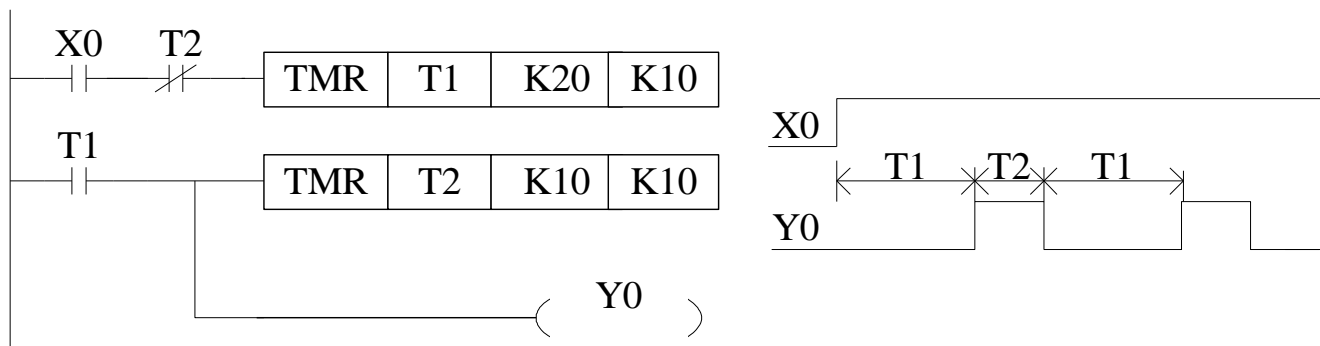 X0 T2
TMR T1 K20 K10
T1
TMR T2 K10 K10
Y0
X0
T1 T2 T1
Y0